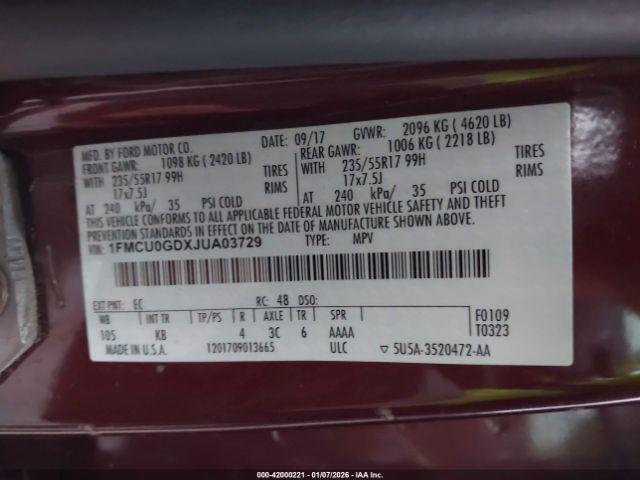 MFD. BY FORD MOTOR CO. DATE: 09/17 GVWR: 2096 KG ( 4620 LB)
FRONT GAWR: 1098 KG ( 2420 LB) REAR GAWR: 1006 KG ( 2218 LB)
WITH 235/55R17 99H TIRES WITH 235/55R17 99H TIRES
17x7.5J RIMS 17x7.5J RIMS
AT 240 kPa/ 35 PSI COLD AT 240 kPa/ 35 PSI COLD
THIS VEHICLE CONFORMS TO ALL APPLICABLE FEDERAL MOTOR VEHICLE SAFETY AND THEFT
PREVENTION STANDARDS IN EFFECT ON THE DATE OF MANUFACTURE SHOWN ABOVE.
VIN: 1FMCU0GDXJUA03729 TYPE: MPV
EXT PNT: EC RC: 48 DSO: F0109
WB INT TR TP/PS R AXLE TR SPR T0323
105 KB 4 3C 6 AAAA
MADE IN U.S.A. 1201709013665 ULC ▽ 5U5A-3520472-AA
000-42000221 | 01/07/2026 | IAA Inc.